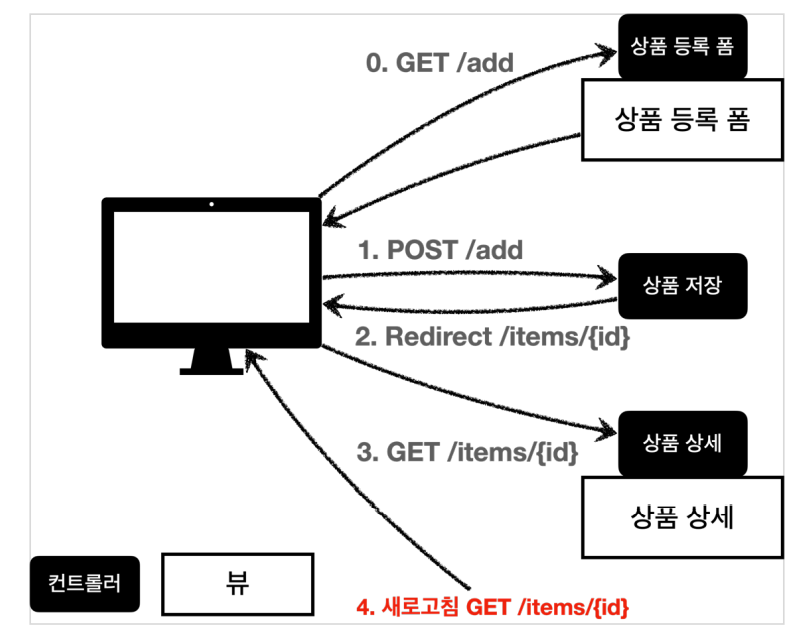 0. GET /add
상품 등록 폼
상품 등록 폼
1. POST /add
상품 저장
2. Redirect /items/{id}
상품 상세
3. GET /items/{id}
상품 상세
컨트롤러
뷰
4. 새로고침 GET /items/{id}